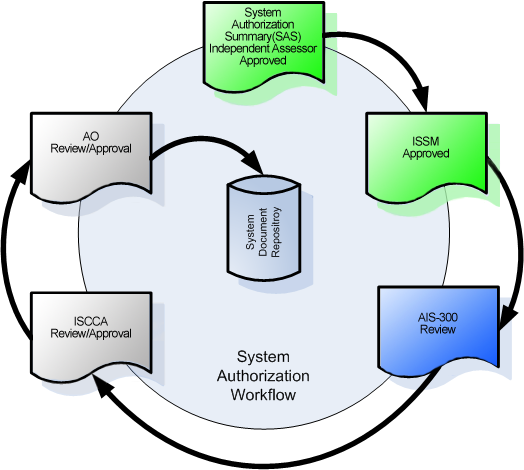 System
Authorization
Summary(SAS)
Independent Assessor
Approved
ISSM
Approved
AIS-300
Review
ISCCA
Review/Approval
AO
Review/Approval
System
Document
Repositroy
System
Authorization
Workflow